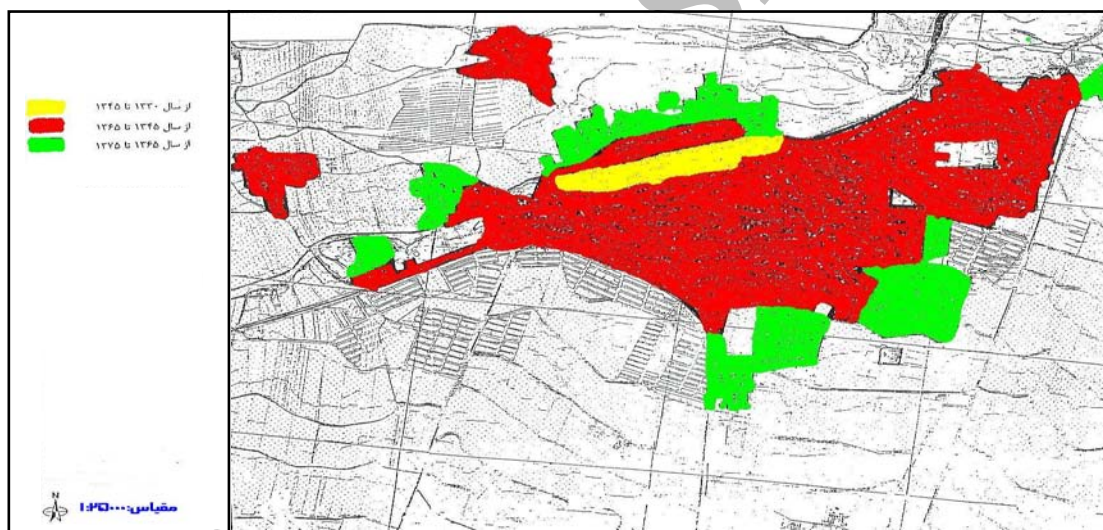 از سال ۱۳۳۰ تا ۱۳۴۵
از سال ۱۳۴۵ تا ۱۳۶۵
از سال ۱۳۶۵ تا ۱۳۷۵
N
مقیاس:۱:۲۵۰۰۰